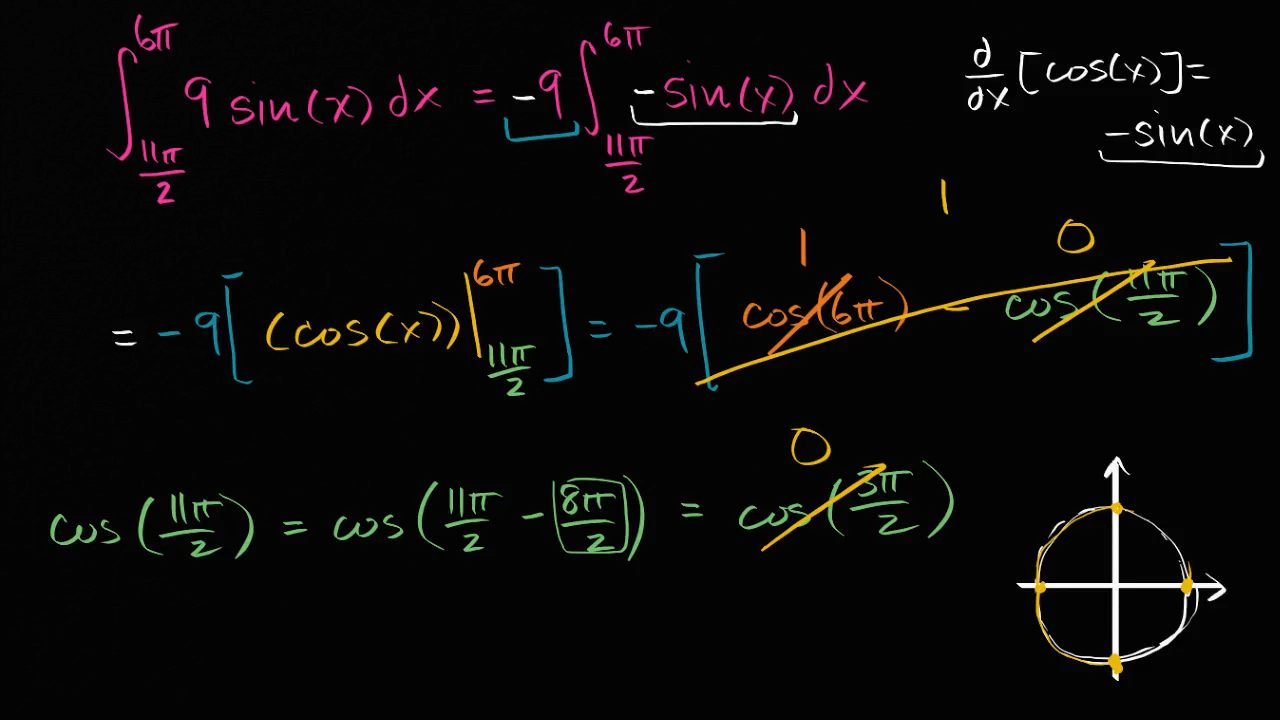 ∫_{11π/2}^{6π} 9 sin(x) dx = -9 ∫_{11π/2}^{6π} -sin(x) dx
d/dx [cos(x)] =
-sin(x)
1
1 0
= -9 [ (cos(x)) |_{11π/2}^{6π} ] = -9 [ cos(6π) - cos(11π/2) ]
0
cos(11π/2) = cos(11π/2 - 8π/2) = cos(3π/2)